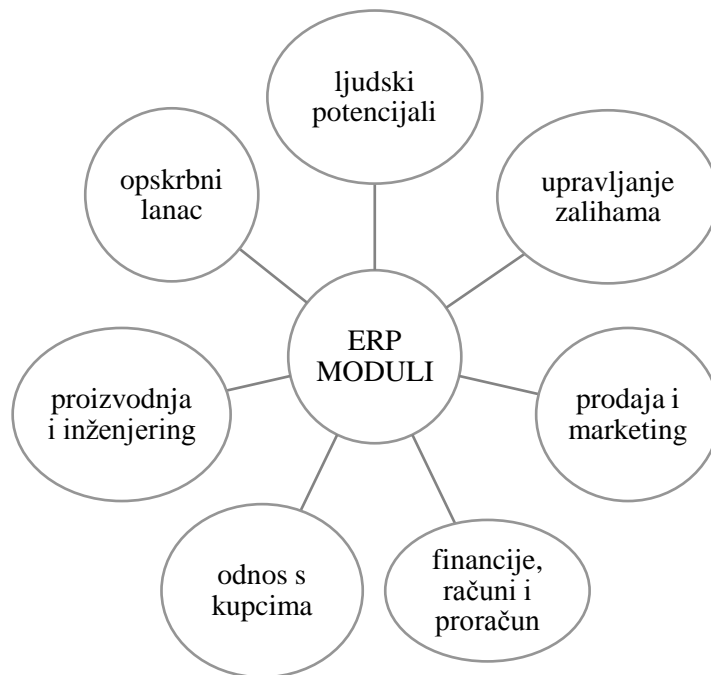 ljudski
potencijali
opskrbni
lanac
upravljanje
zalihama
ERP
MODULI
proizvodnja
i inženjering
prodaja i
marketing
odnos s
kupcima
financije,
računi i
proračun